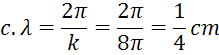 c. λ = 2π/k = 2π/8π = 1/4 cm